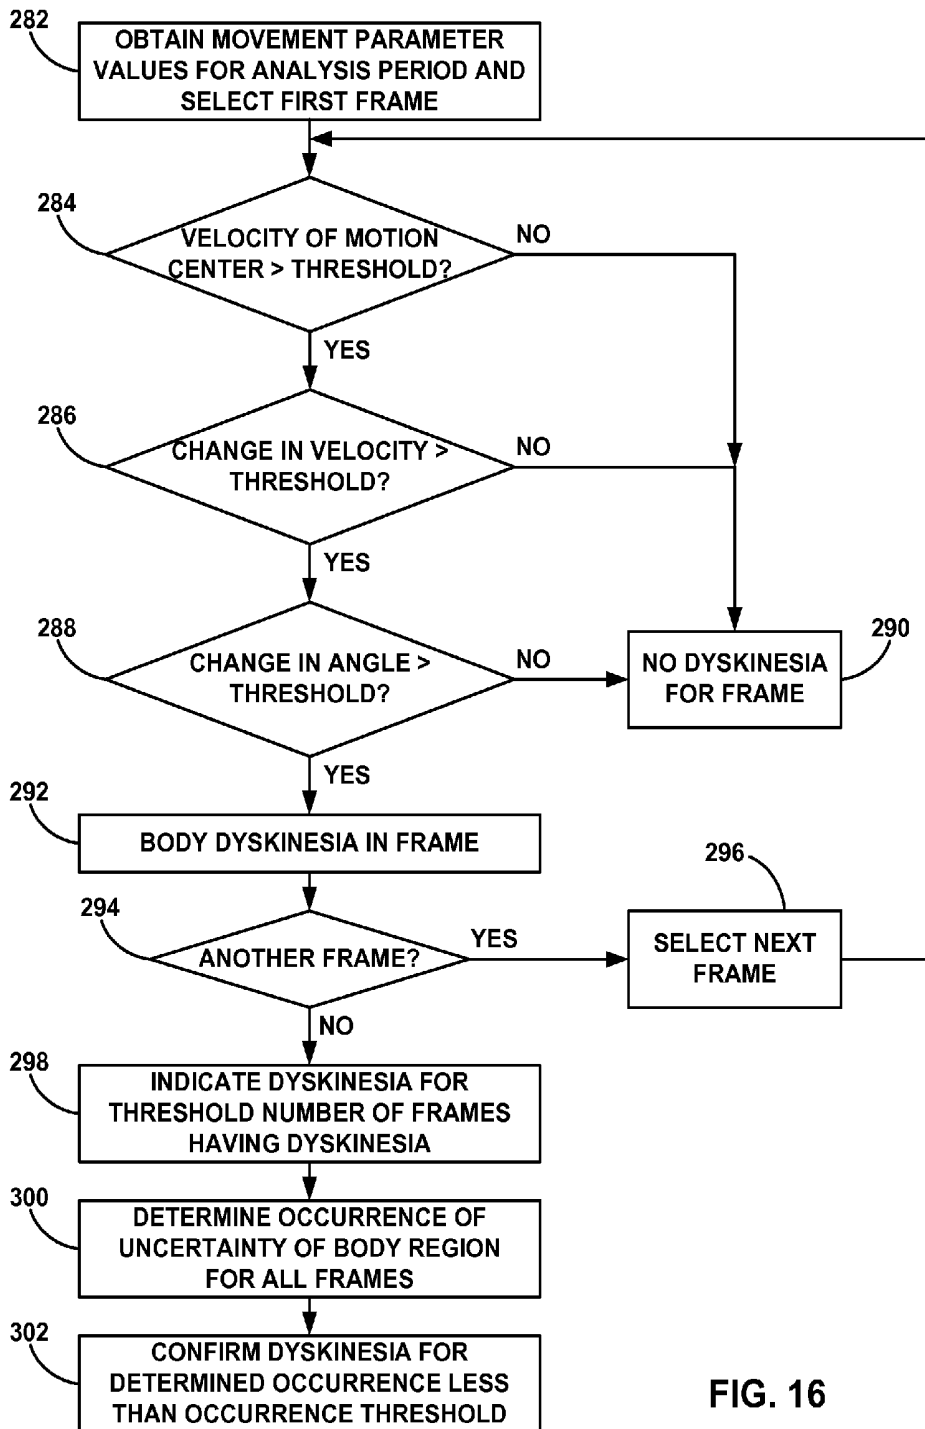 282
OBTAIN MOVEMENT PARAMETER
VALUES FOR ANALYSIS PERIOD AND
SELECT FIRST FRAME
284
VELOCITY OF MOTION
CENTER > THRESHOLD?
NO
YES
286
CHANGE IN VELOCITY >
THRESHOLD?
NO
YES
288
CHANGE IN ANGLE >
THRESHOLD?
NO
NO DYSKINESIA
FOR FRAME
290
YES
292
BODY DYSKINESIA IN FRAME
294
ANOTHER FRAME?
YES
296
SELECT NEXT
FRAME
NO
298
INDICATE DYSKINESIA FOR
THRESHOLD NUMBER OF FRAMES
HAVING DYSKINESIA
300
DETERMINE OCCURRENCE OF
UNCERTAINTY OF BODY REGION
FOR ALL FRAMES
302
CONFIRM DYSKINESIA FOR
DETERMINED OCCURRENCE LESS
THAN OCCURRENCE THRESHOLD
FIG. 16